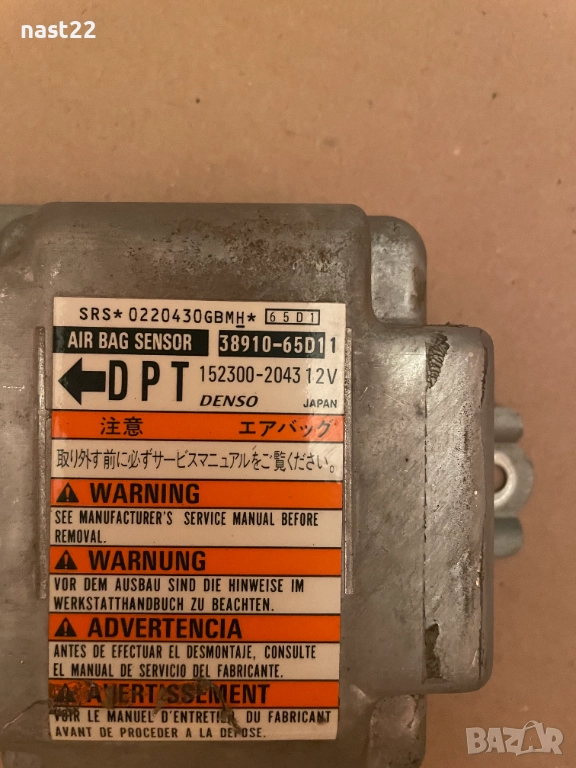 nast22
SRS*0220430GBMH* 65D1
AIR BAG SENSOR 38910-65D11
DPT 152300-2043 12V
DENSO JAPAN
注意 エアバッグ
取り外す前に必ずサービスマニュアルをご覧ください。
WARNING
SEE MANUFACTURER'S SERVICE MANUAL BEFORE
REMOVAL.
WARNUNG
VOR DEM AUSBAU SIND DIE HINWEISE IM
WERKSTATTHANDBUCH ZU BEACHTEN.
ADVERTENCIA
ANTES DE EFECTUAR EL DESMONTAJE, CONSULTE
EL MANUAL DE SERVICIO DEL FABRICANTE.
AVERTISSEMENT
VOIR LE MANUEL D'ENTRETIEN DU FABRICANT
AVANT DE PROCEDER A LA DEPOSE.
BAZAR